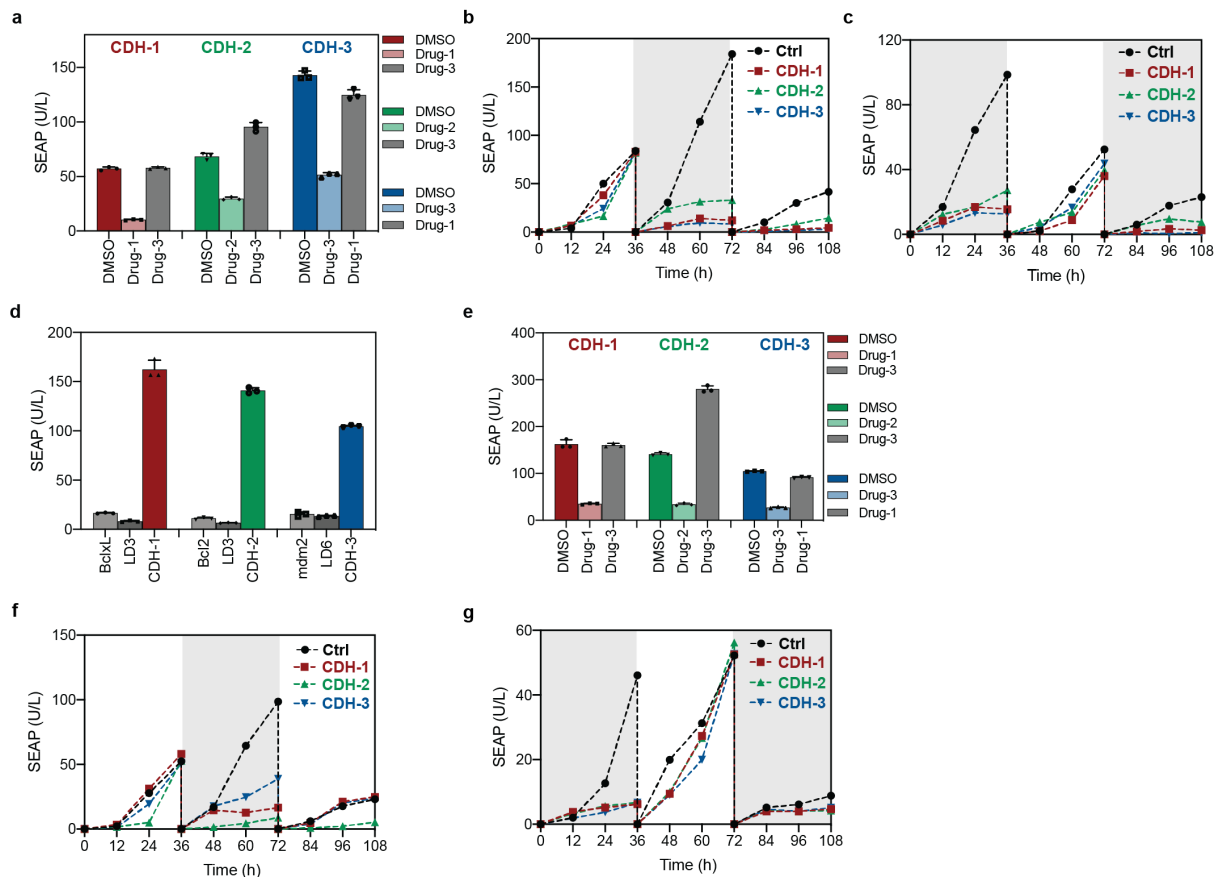 a
CDH-1 CDH-2 CDH-3
SEAP (U/L)
150
100
50
0
DMSO
Drug-1
Drug-3
DMSO
Drug-2
Drug-3
DMSO
Drug-3
Drug-1
DMSO
Drug-1
Drug-3
DMSO
Drug-2
Drug-3
DMSO
Drug-3
Drug-1
b
SEAP (U/L)
200
150
100
50
0
0 12 24 36 48 60 72 84 96 108
Time (h)
Ctrl
CDH-1
CDH-2
CDH-3
c
SEAP (U/L)
120
80
40
0
0 12 24 36 48 60 72 84 96 108
Time (h)
Ctrl
CDH-1
CDH-2
CDH-3
d
SEAP (U/L)
200
150
100
50
0
BclxL
LD3
CDH-1
Bcl2
LD3
CDH-2
mdm2
LD6
CDH-3
e
CDH-1 CDH-2 CDH-3
SEAP (U/L)
400
300
200
100
0
DMSO
Drug-1
Drug-3
DMSO
Drug-2
Drug-3
DMSO
Drug-3
Drug-1
DMSO
Drug-1
Drug-3
DMSO
Drug-2
Drug-3
DMSO
Drug-3
Drug-1
f
SEAP (U/L)
150
100
50
0
0 12 24 36 48 60 72 84 96 108
Time (h)
Ctrl
CDH-1
CDH-2
CDH-3
g
SEAP (U/L)
60
40
20
0
0 12 24 36 48 60 72 84 96 108
Time (h)
Ctrl
CDH-1
CDH-2
CDH-3